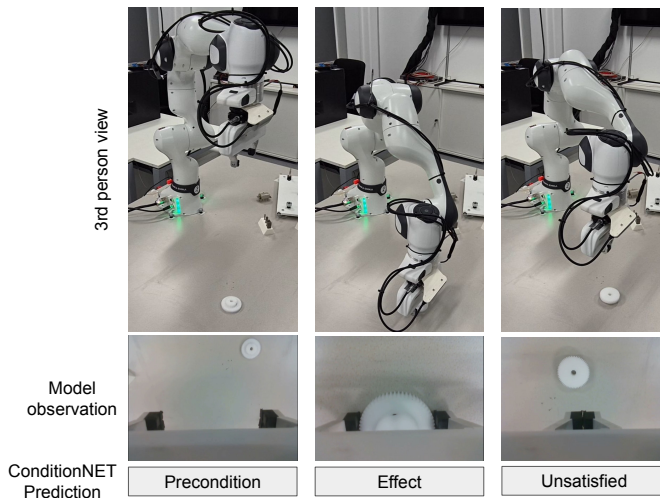 3rd person view
Model
observation
ConditionNET
Prediction
Precondition
Effect
Unsatisfied